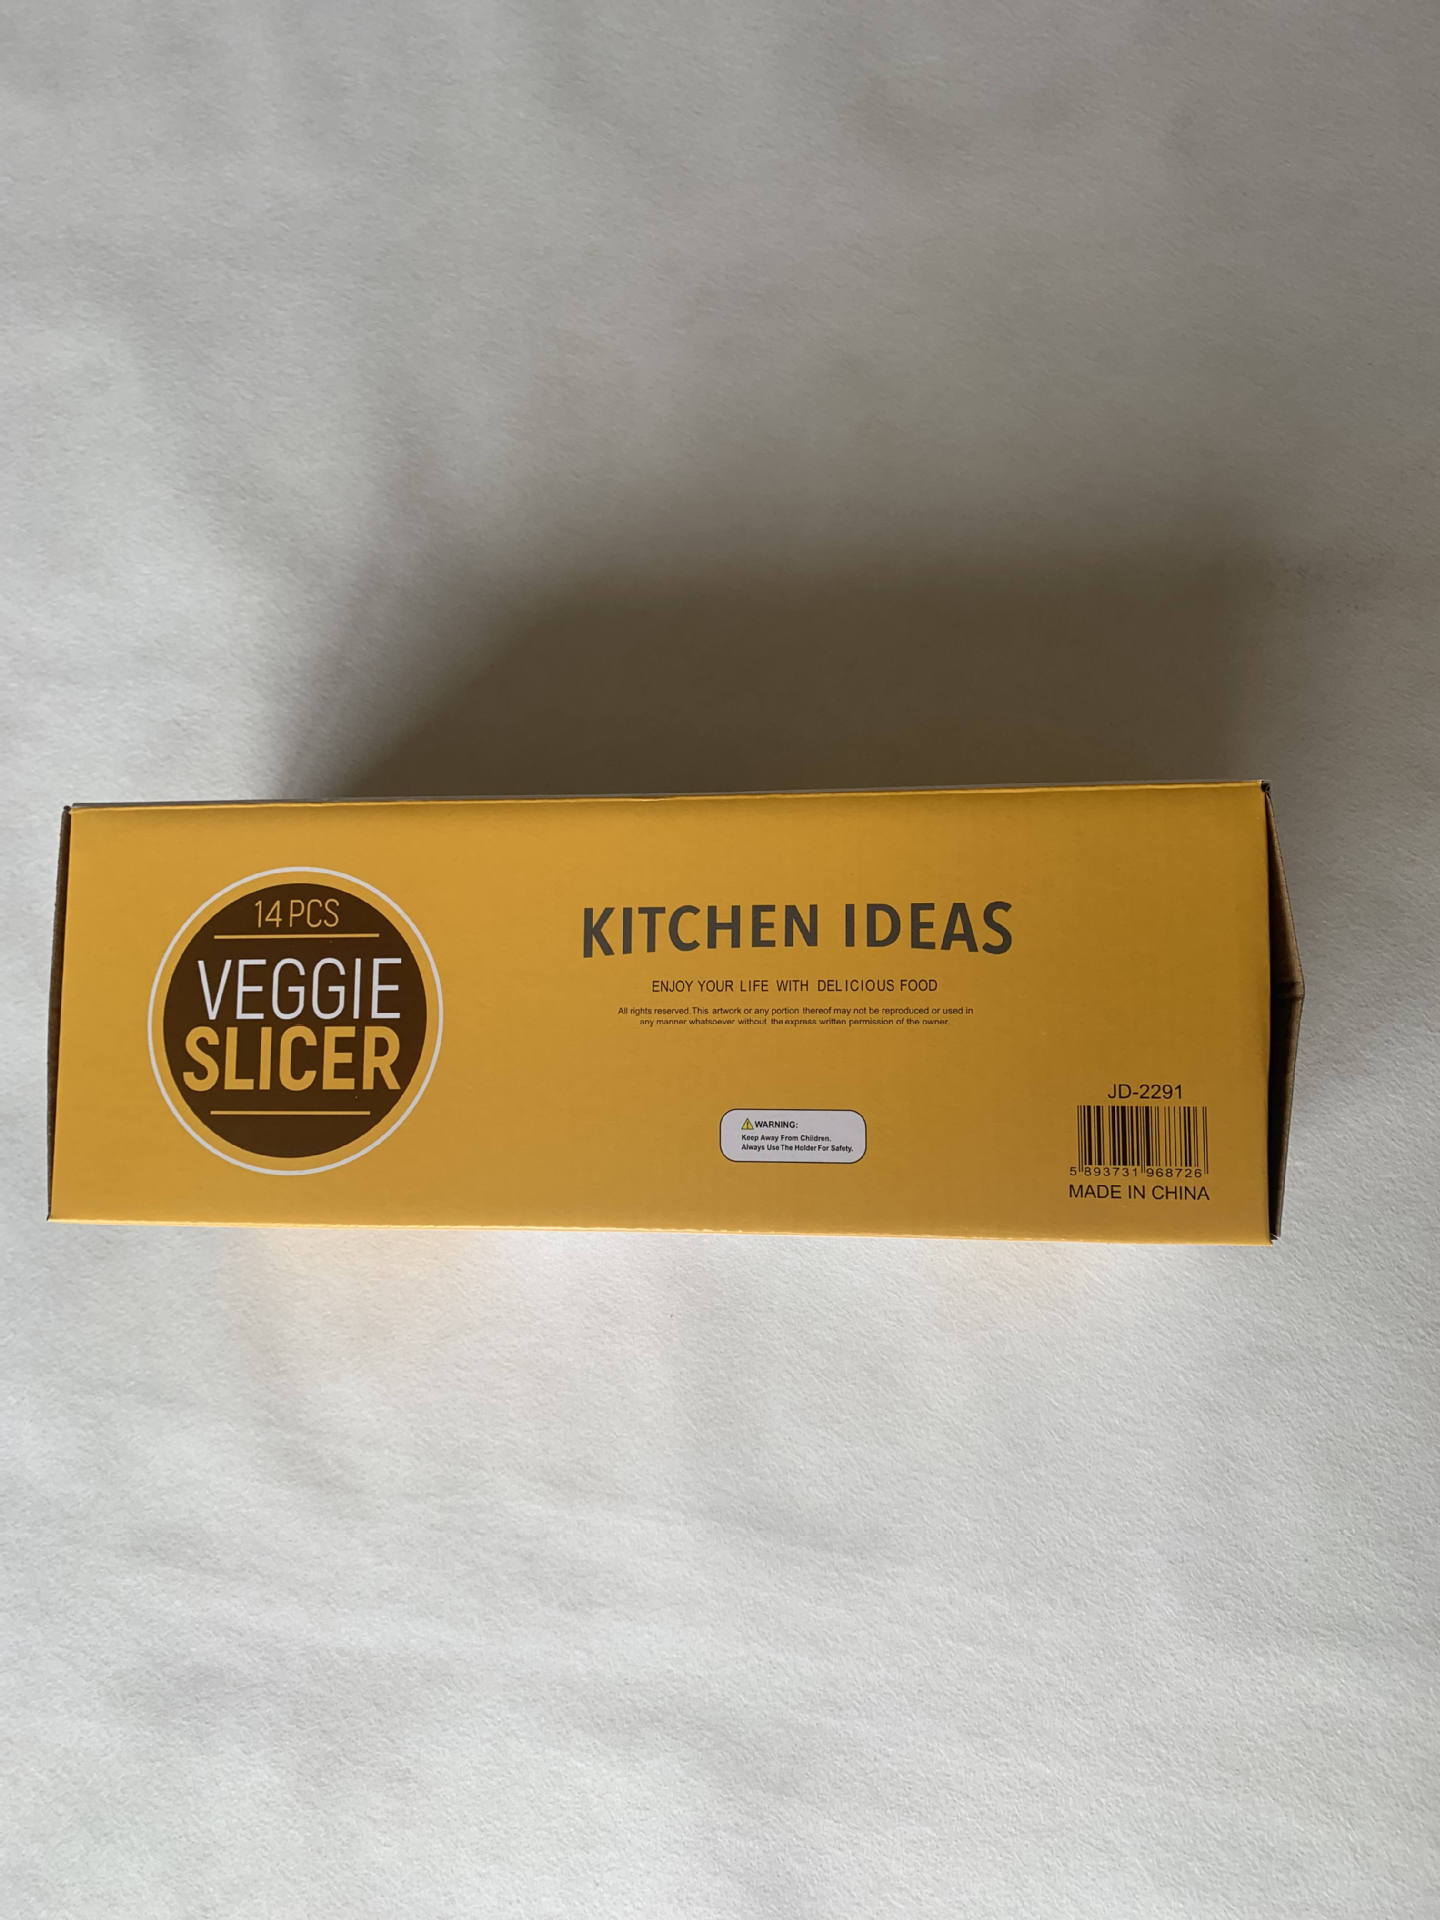 14 PCS
VEGGIE
SLICER
KITCHEN IDEAS
ENJOY YOUR LIFE WITH DELICIOUS FOOD
All rights reserved.This artwork or any portion thereof may not be reproduced or used in
any manner whatsoever without the express written permission of the owner.
WARNING:
Keep Away From Children.
Always Use The Holder For Safety.
JD-2291
5 893731 968726
MADE IN CHINA